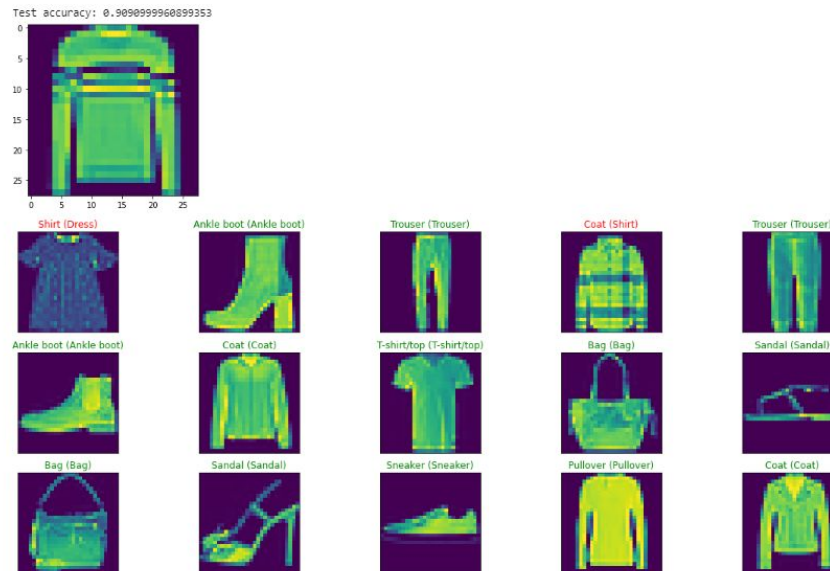 Test accuracy: 0.9090999960899353
0
5
10
15
20
25
0 5 10 15 20 25
Shirt (Dress) Ankle boot (Ankle boot) Trouser (Trouser) Coat (Shirt) Trouser (Trouser)
Ankle boot (Ankle boot) Coat (Coat) T-shirt/top (T-shirt/top) Bag (Bag) Sandal (Sandal)
Bag (Bag) Sandal (Sandal) Sneaker (Sneaker) Pullover (Pullover) Coat (Coat)